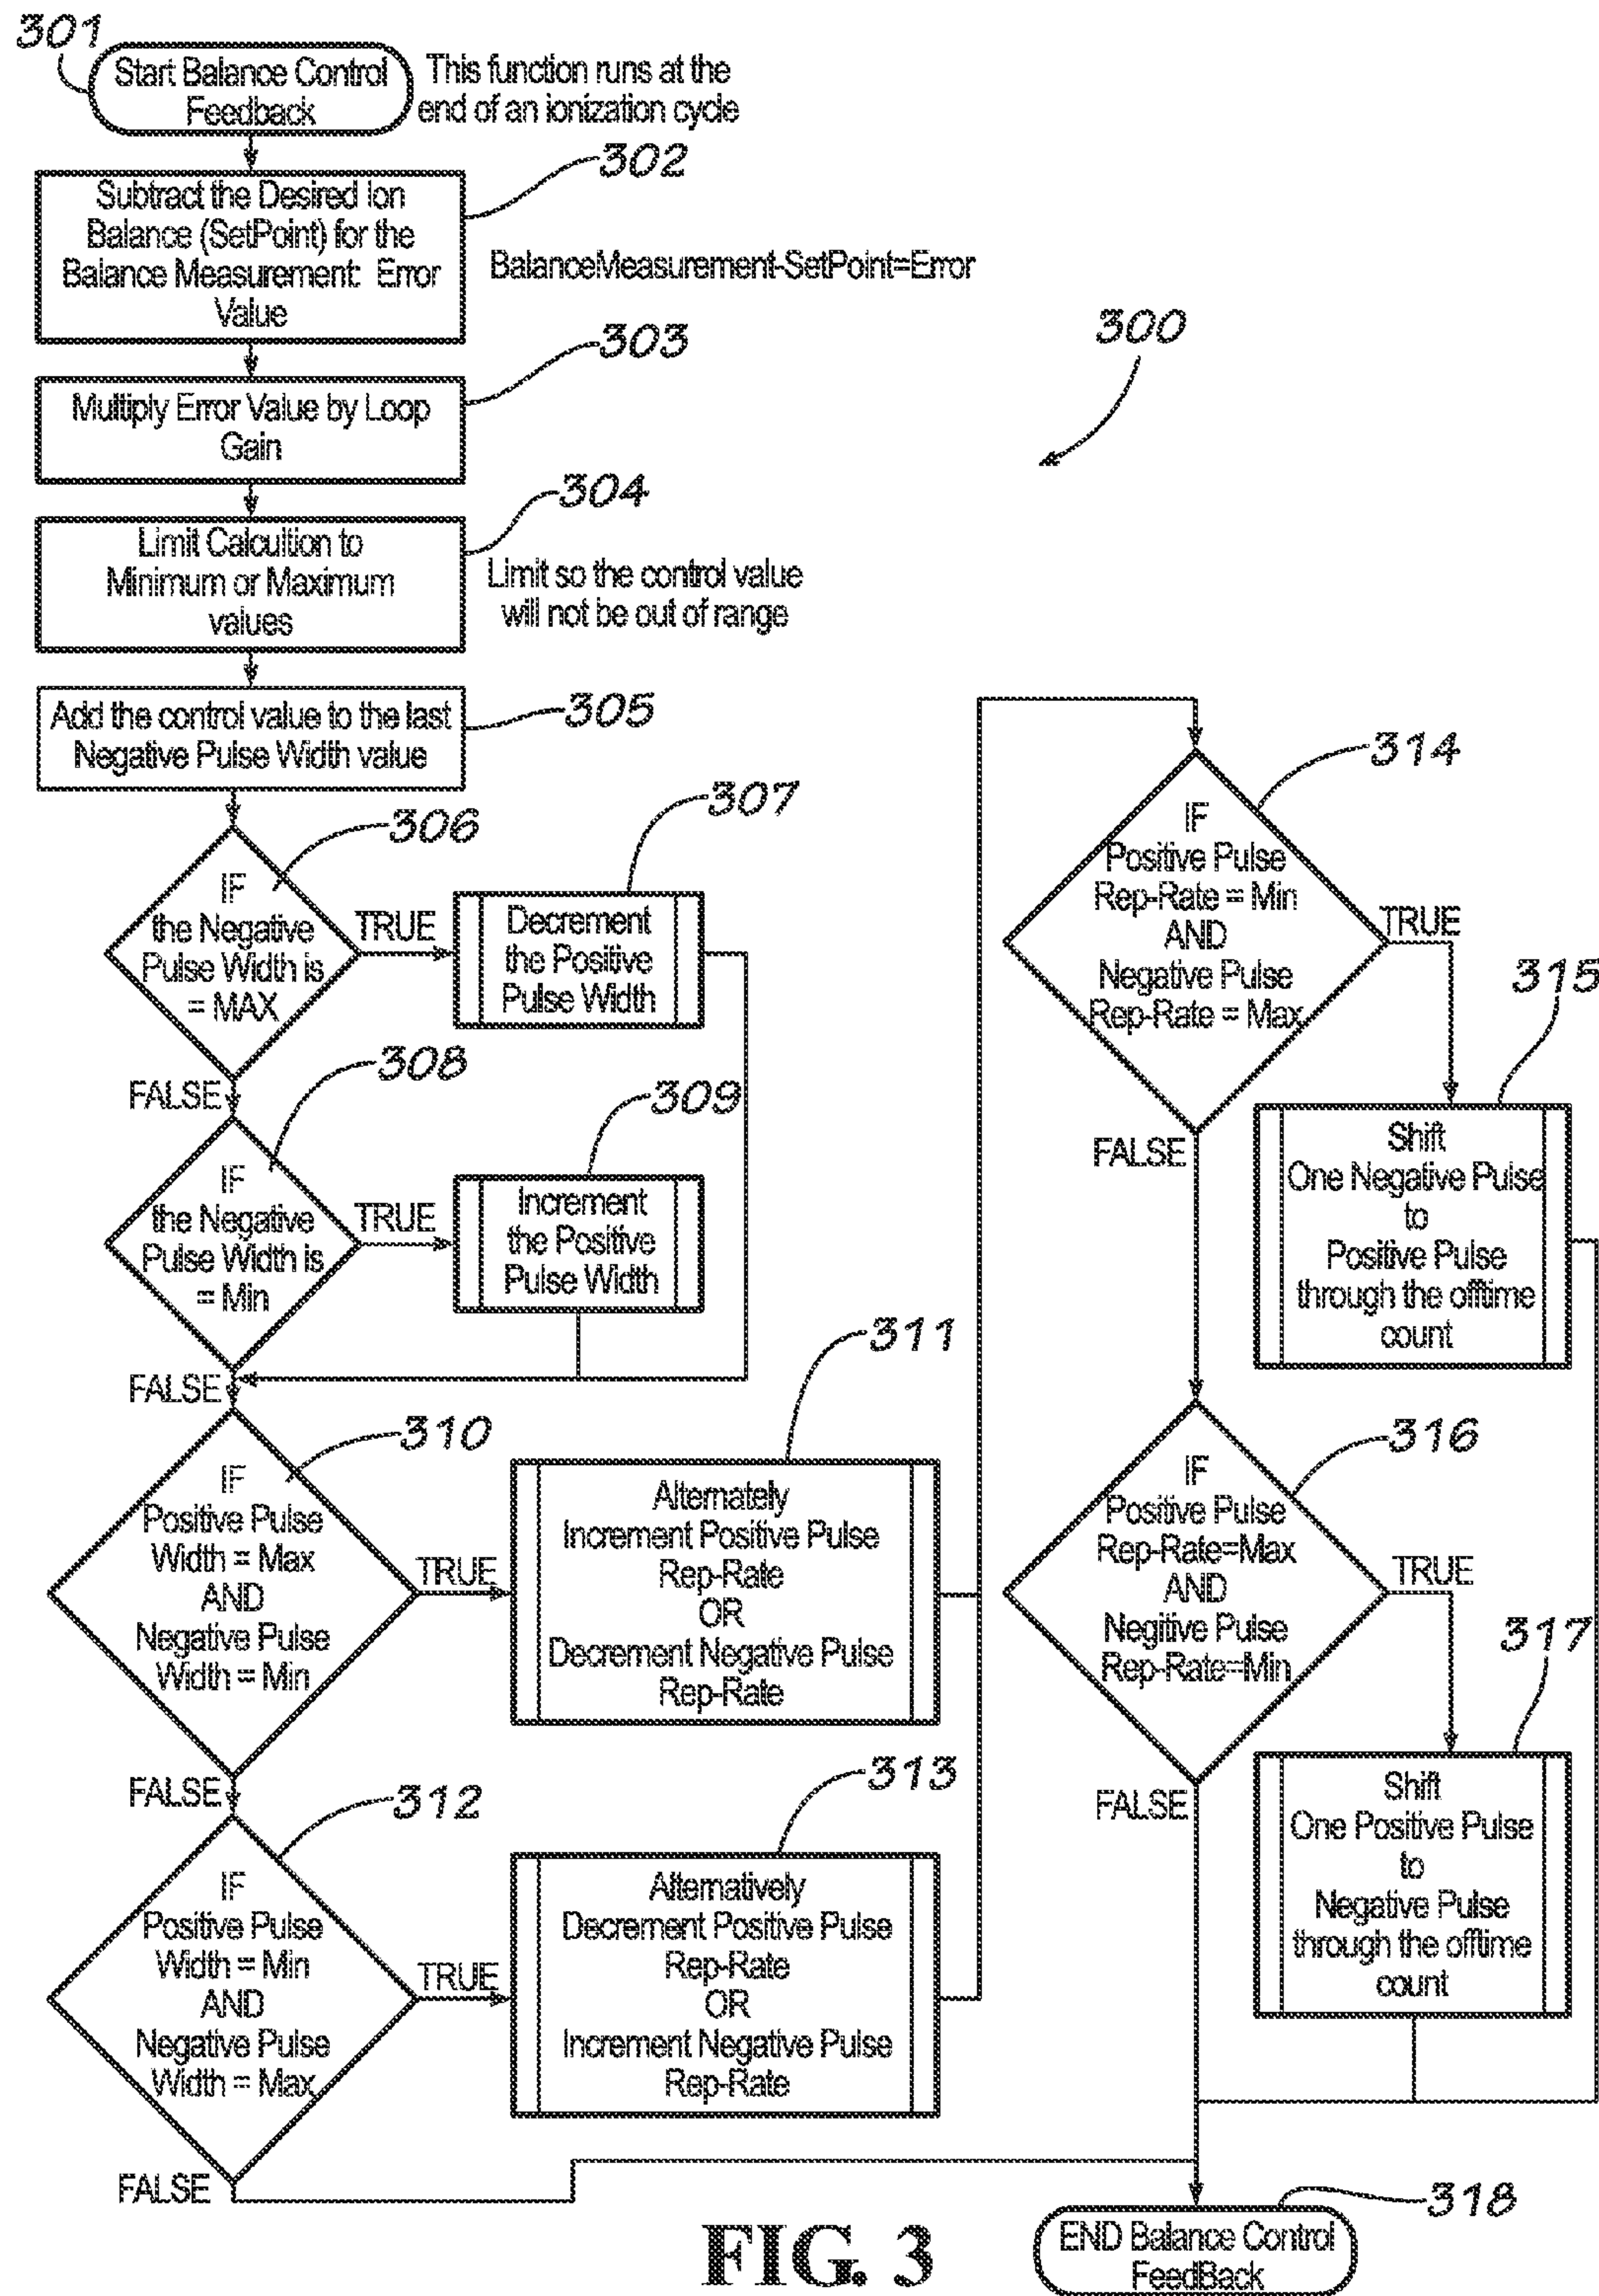 301
Start Balance Control
Feedback
This function runs at the
end of an ionization cycle
302
Subtract the Desired Ion
Balance (SetPoint) for the
Balance Measurement: Error
Value
BalanceMeasurement-SetPoint=Error
303
Multiply Error Value by Loop
Gain
300
304
Limit Calcultion to
Minimum or Maximum
values
Limit so the control value
will not be out of range
305
Add the control value to the last
Negative Pulse Width value
306
IF
the Negative
Pulse Width is
= MAX
TRUE
FALSE
307
Decrement
the Positive
Pulse Width
308
IF
the Negative
Pulse Width is
= Min
TRUE
FALSE
309
Increment
the Positive
Pulse Width
310
IF
Positive Pulse
Width = Max
AND
Negative Pulse
Width = Min
TRUE
FALSE
311
Alternately
Increment Positive Pulse
Rep-Rate
OR
Decrement Negative Pulse
Rep-Rate
312
IF
Positive Pulse
Width = Min
AND
Negative Pulse
Width = Max
TRUE
FALSE
313
Alternatively
Decrement Positive Pulse
Rep-Rate
OR
Increment Negative Pulse
Rep-Rate
314
IF
Positive Pulse
Rep-Rate = Min
AND
Negative Pulse
Rep-Rate = Max
TRUE
FALSE
315
Shift
One Negative Pulse
to
Positive Pulse
through the offtime
count
316
IF
Positive Pulse
Rep-Rate=Max
AND
Negitive Pulse
Rep-Rate=Min
TRUE
FALSE
317
Shift
One Positive Pulse
to
Negative Pulse
through the offtime
count
318
END Balance Control
FeedBack
FIG. 3